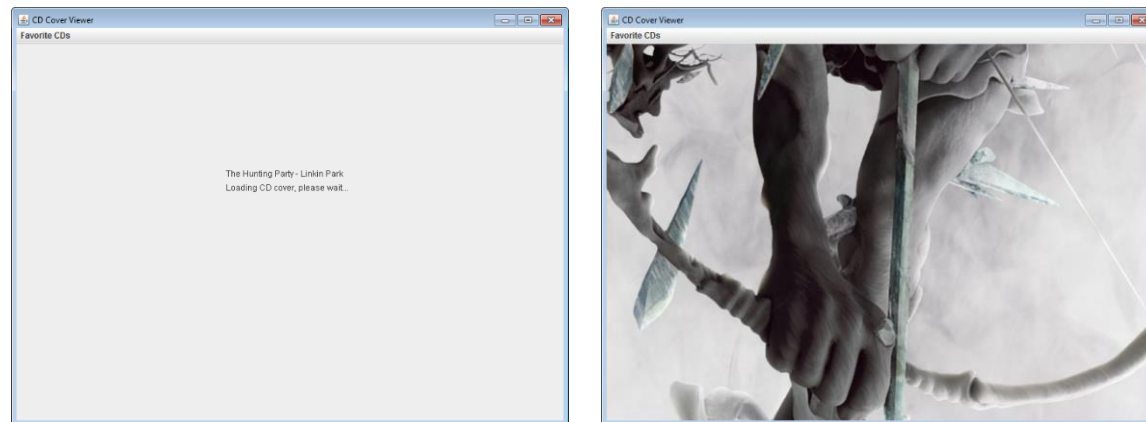 CD Cover Viewer
Favorite CDs
The Hunting Party - Linkin Park
Loading CD cover, please wait...
CD Cover Viewer
Favorite CDs